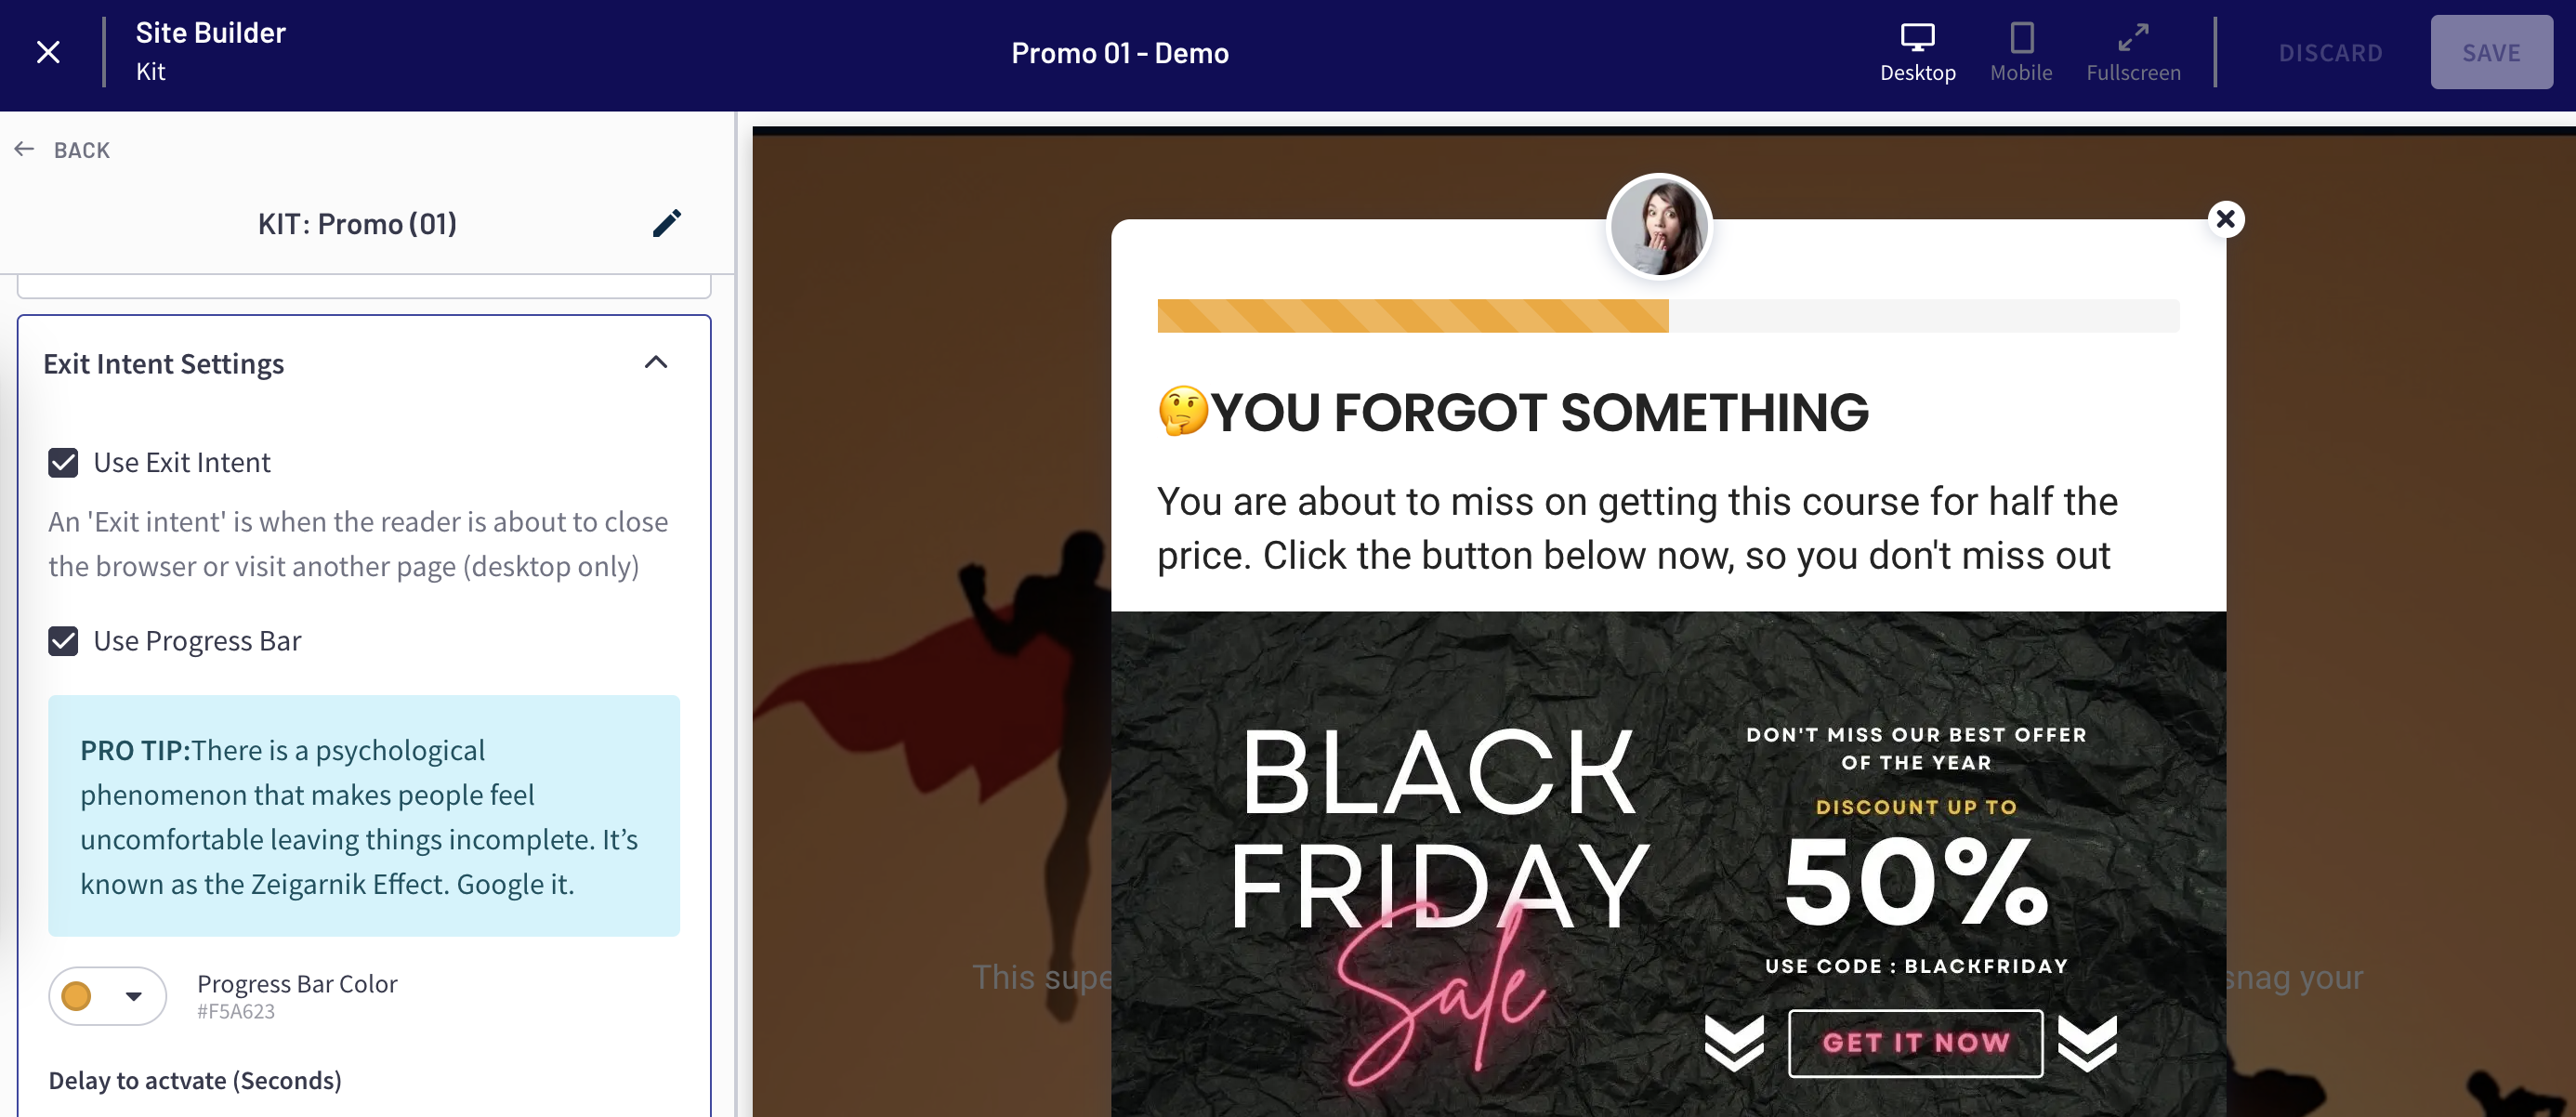 Site Builder
Kit
Promo 01 - Demo
Desktop
Mobile
Fullscreen
DISCARD
SAVE
BACK
KIT: Promo (01)
Exit Intent Settings
Use Exit Intent
An 'Exit intent' is when the reader is about to close
the browser or visit another page (desktop only)
Use Progress Bar
PRO TIP:There is a psychological
phenomenon that makes people feel
uncomfortable leaving things incomplete. It’s
known as the Zeigarnik Effect. Google it.
Progress Bar Color
#F5A623
Delay to actvate (Seconds)
🤔YOU FORGOT SOMETHING
You are about to miss on getting this course for half the
price. Click the button below now, so you don't miss out
BLACK
FRIDAY
Sale
DON'T MISS OUR BEST OFFER
OF THE YEAR
DISCOUNT UP TO
50%
USE CODE : BLACKFRIDAY
GET IT NOW
This supe
snag your